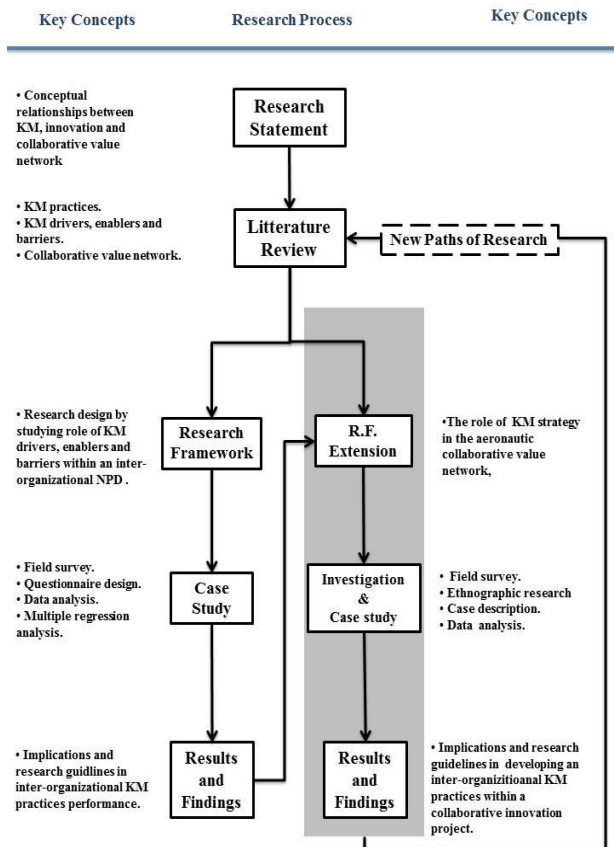 Key Concepts
Research Process
Key Concepts
• Conceptual
relationships between
KM, innovation and
collaborative value
network
Research
Statement
• KM practices.
• KM drivers, enablers and
barriers.
• Collaborative value network.
Litterature
Review
New Paths of Research
• Research design by
studying role of KM
drivers, enablers and
barriers within an inter-
organizational NPD .
Research
Framework
R.F.
Extension
•The role of KM strategy
in the aeronautic
collaborative value
network,
• Field survey.
• Questionnaire design.
• Data analysis.
• Multiple regression
analysis.
Case
Study
Investigation
&
Case study
• Field survey.
• Ethnographic research
• Case description.
• Data analysis.
• Implications and
research guidlines in
inter-organizational KM
practices performance.
Results
and
Findings
Results
and
Findings
• Implications and research
guidelines in developing an
inter-organizitioanal KM
practices within a
collaborative innovation
project.